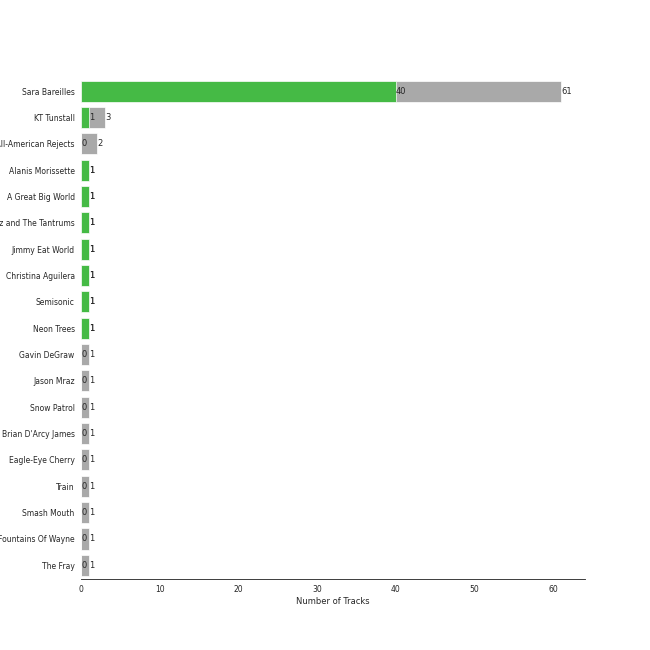 Sara Bareilles 40 61
KT Tunstall 1 3
ll-American Rejects 0 2
Alanis Morissette 1
A Great Big World 1
z and The Tantrums 1
Jimmy Eat World 1
Christina Aguilera 1
Semisonic 1
Neon Trees 1
Gavin DeGraw 0 1
Jason Mraz 0 1
Snow Patrol 0 1
Brian D'Arcy James 0 1
Eagle-Eye Cherry 0 1
Train 0 1
Smash Mouth 0 1
Fountains Of Wayne 0 1
The Fray 0 1
0 10 20 30 40 50 60
Number of Tracks